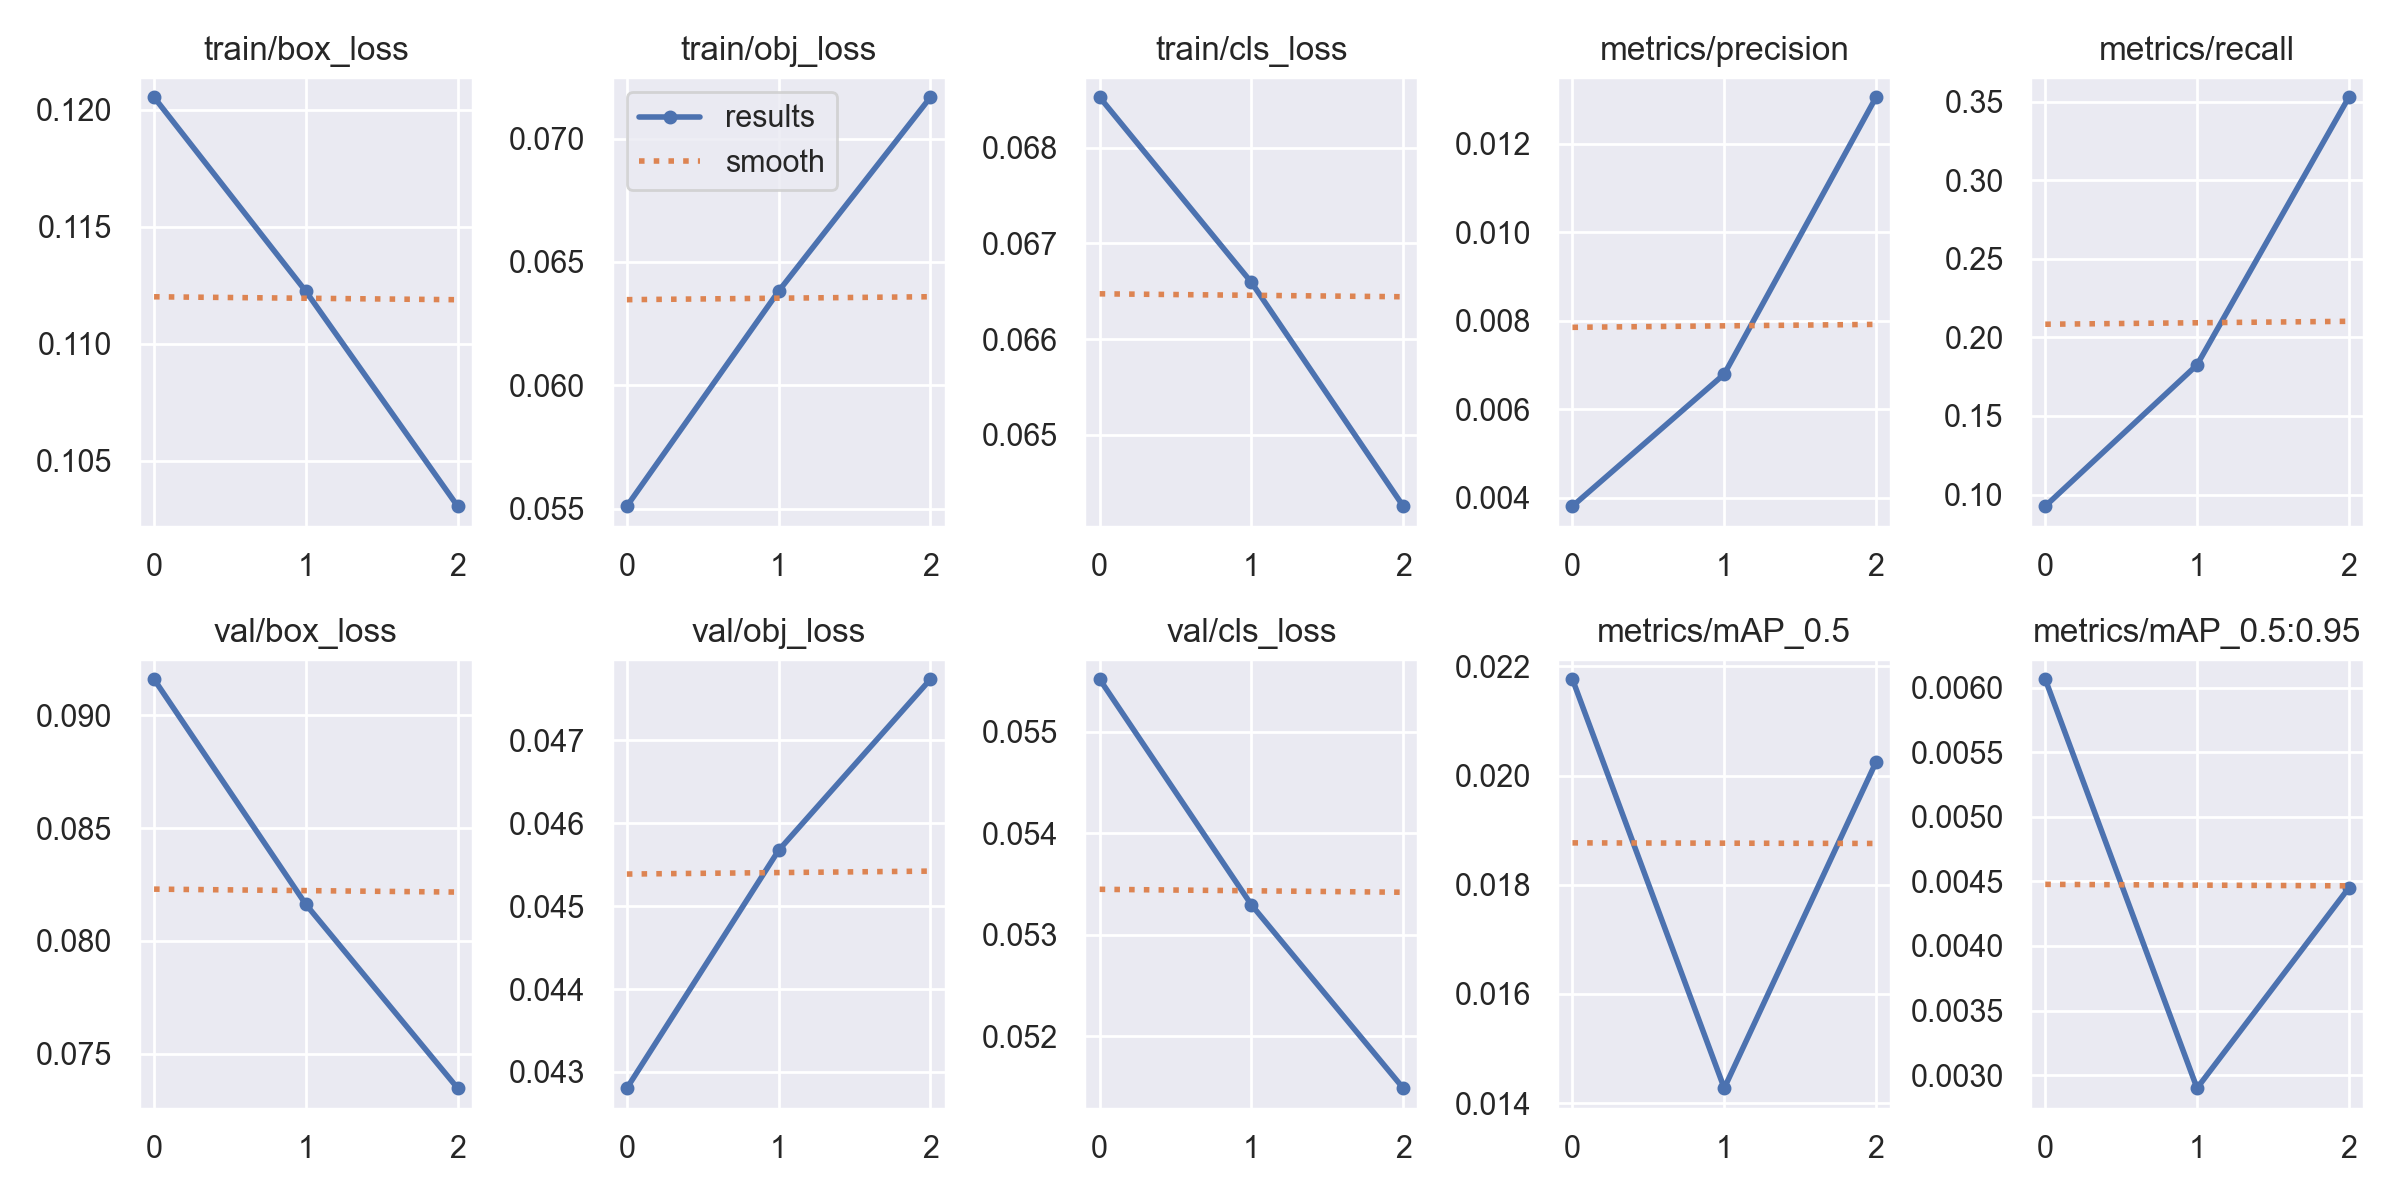 train/box_loss
0.120
0.115
0.110
0.105
0 1 2
train/obj_loss
results
smooth
0.070
0.065
0.060
0.055
0 1 2
train/cls_loss
0.068
0.067
0.066
0.065
0 1 2
metrics/precision
0.012
0.010
0.008
0.006
0.004
0 1 2
metrics/recall
0.35
0.30
0.25
0.20
0.15
0.10
0 1 2
val/box_loss
0.090
0.085
0.080
0.075
0 1 2
val/obj_loss
0.047
0.046
0.045
0.044
0.043
0 1 2
val/cls_loss
0.055
0.054
0.053
0.052
0 1 2
metrics/mAP_0.5
0.022
0.020
0.018
0.016
0.014
0 1 2
metrics/mAP_0.5:0.95
0.0060
0.0055
0.0050
0.0045
0.0040
0.0035
0.0030
0 1 2